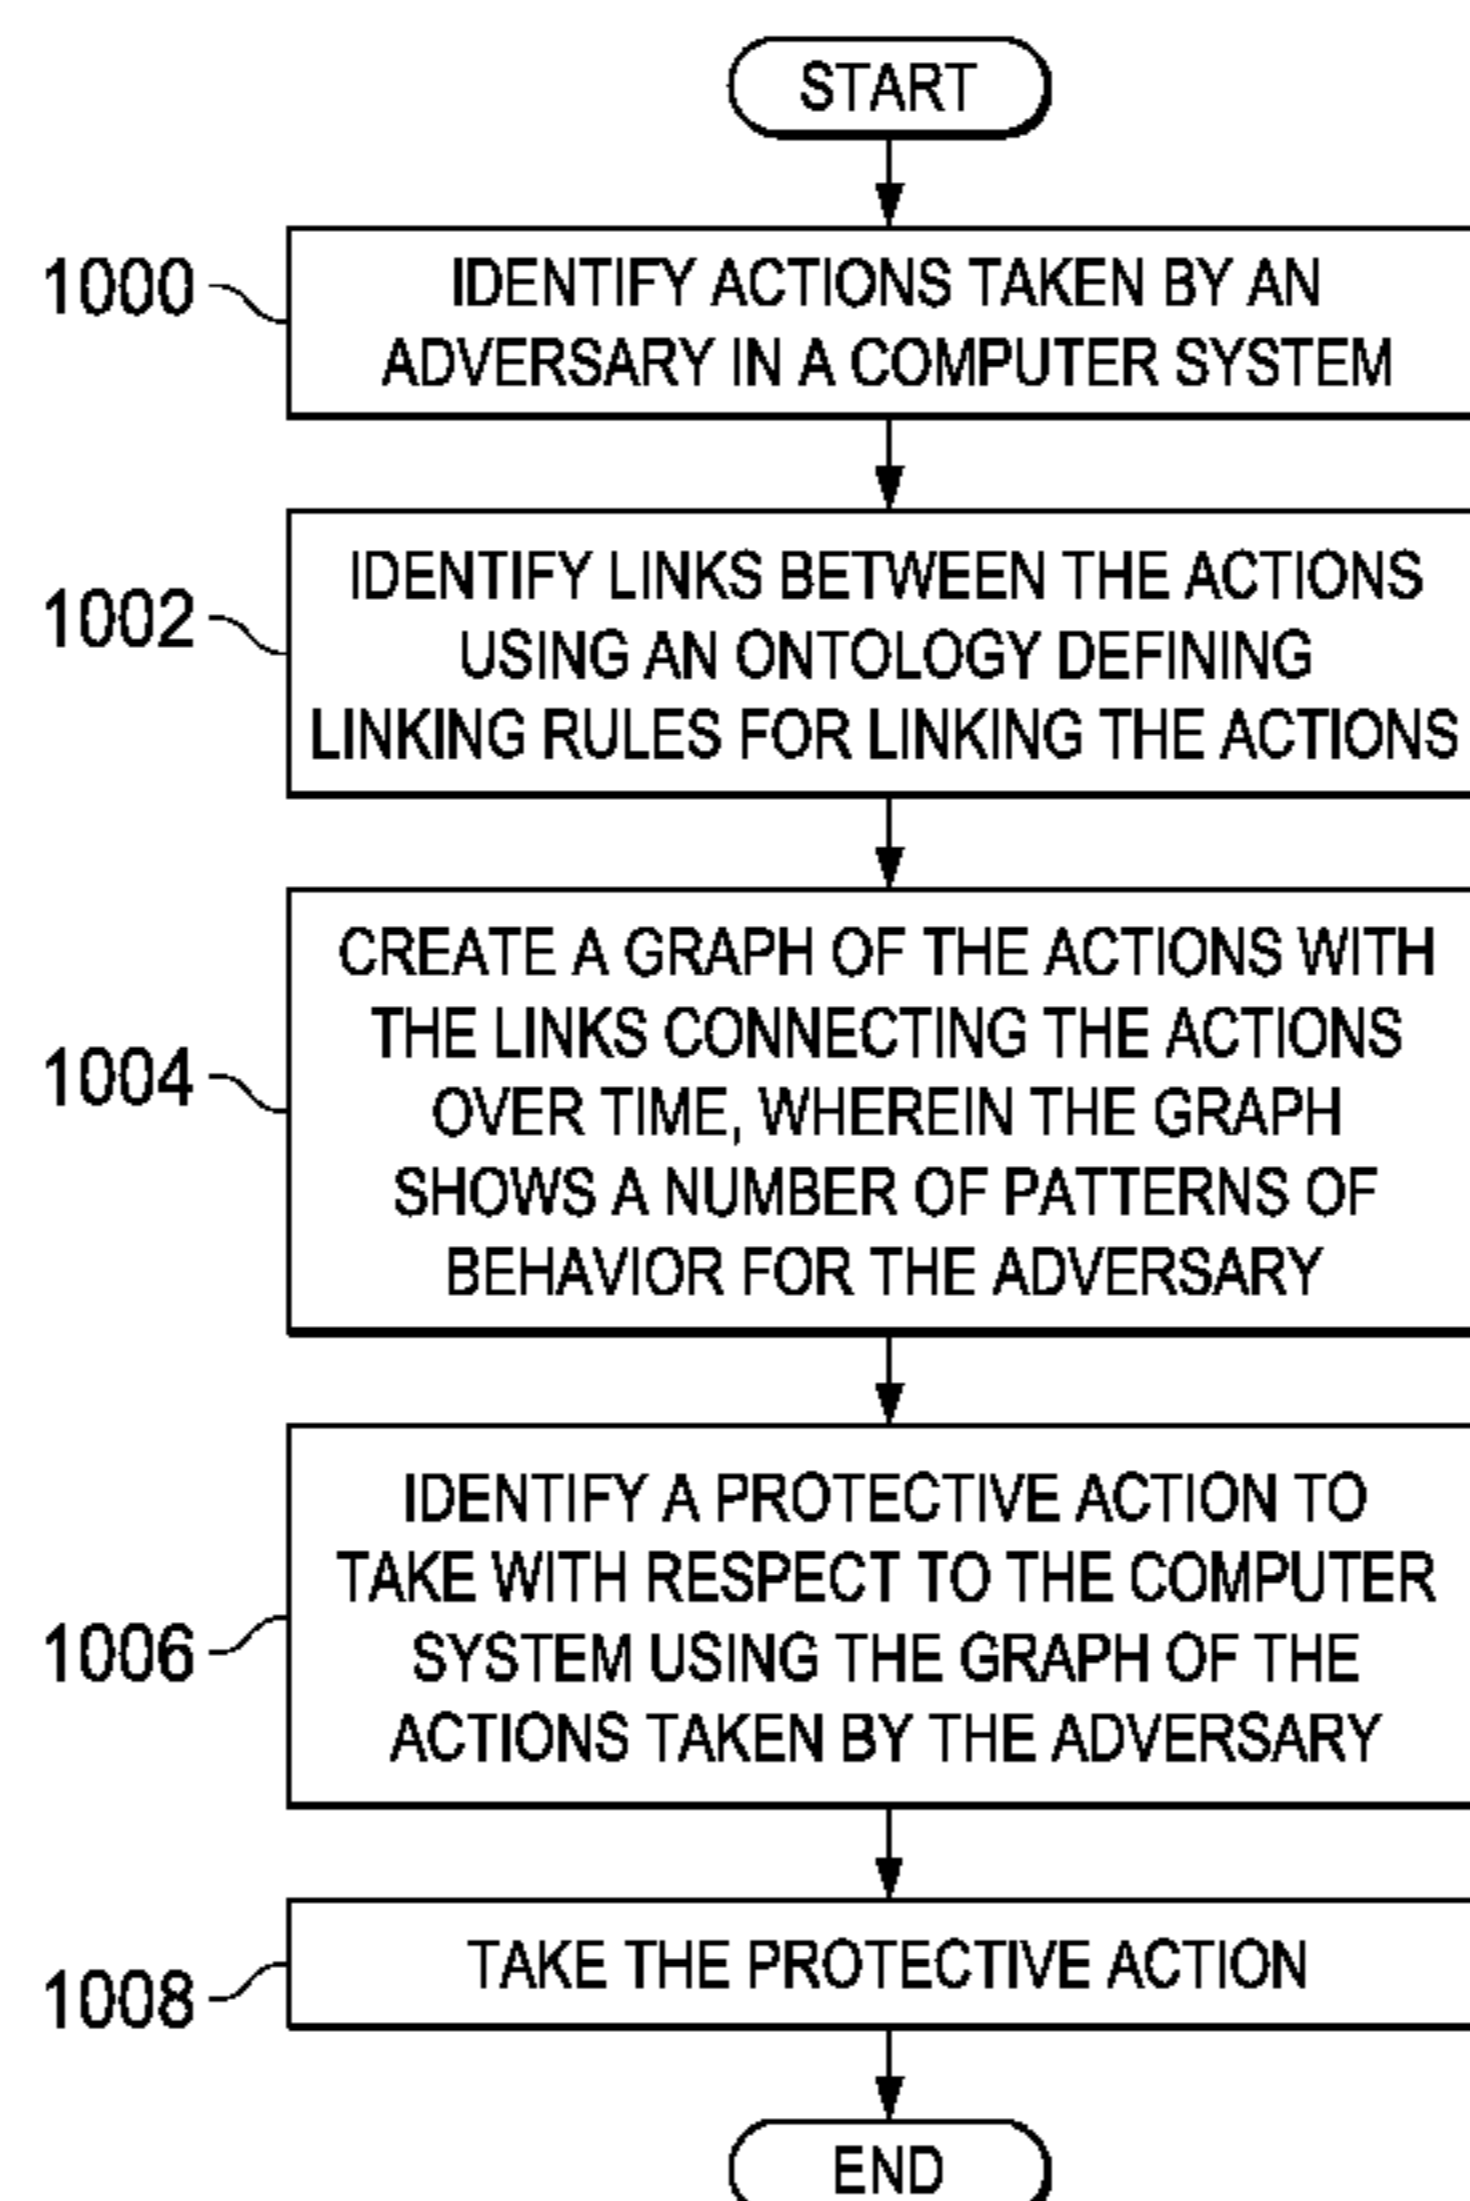 START
1000
IDENTIFY ACTIONS TAKEN BY AN
ADVERSARY IN A COMPUTER SYSTEM
1002
IDENTIFY LINKS BETWEEN THE ACTIONS
USING AN ONTOLOGY DEFINING
LINKING RULES FOR LINKING THE ACTIONS
1004
CREATE A GRAPH OF THE ACTIONS WITH
THE LINKS CONNECTING THE ACTIONS
OVER TIME, WHEREIN THE GRAPH
SHOWS A NUMBER OF PATTERNS OF
BEHAVIOR FOR THE ADVERSARY
1006
IDENTIFY A PROTECTIVE ACTION TO
TAKE WITH RESPECT TO THE COMPUTER
SYSTEM USING THE GRAPH OF THE
ACTIONS TAKEN BY THE ADVERSARY
1008
TAKE THE PROTECTIVE ACTION
END